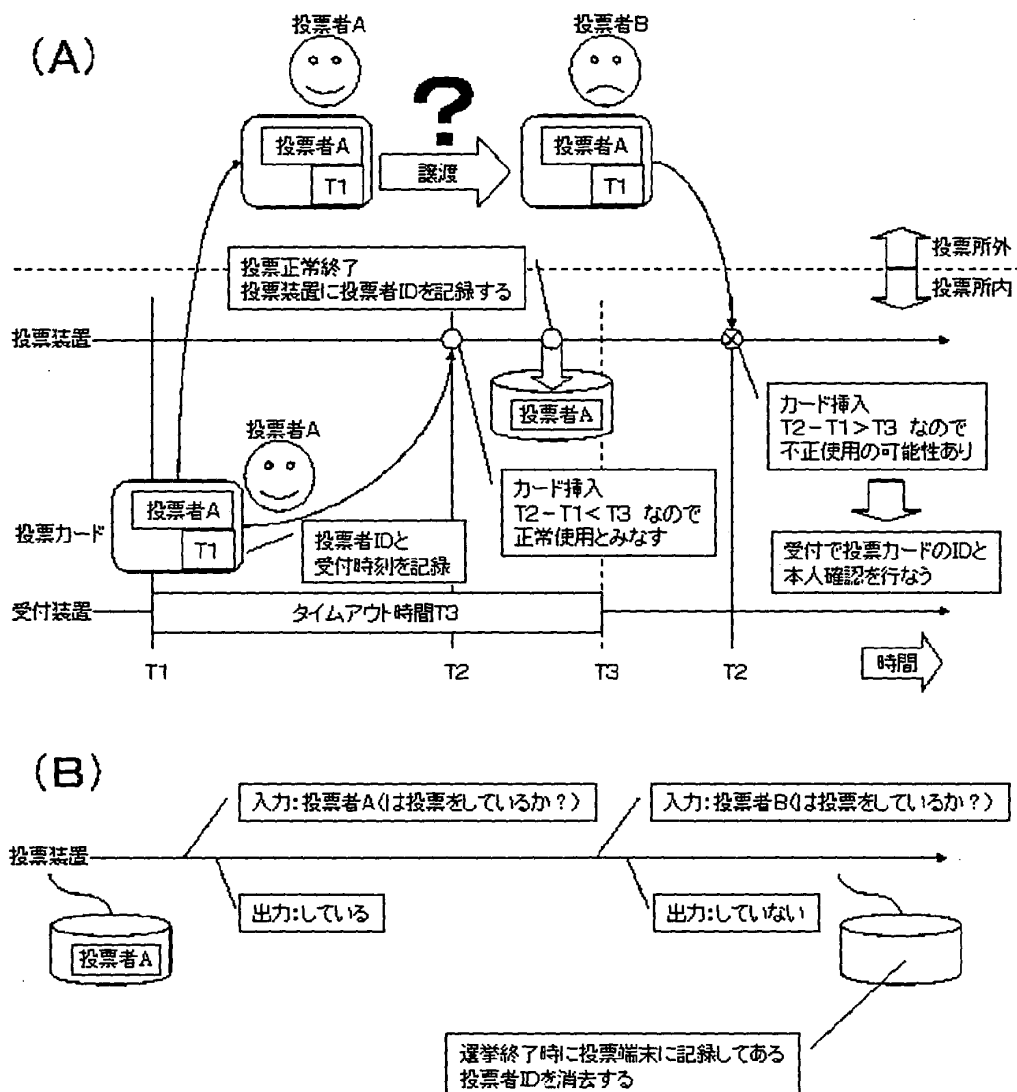 (A)
投票者A
投票者B
?
投票者A
T1
譲渡
投票者A
T1
投票所外
投票所内
投票正常終了
投票装置に投票者IDを記録する
投票装置
投票者A
カード挿入
T2-T1>T3 なので
不正使用の可能性あり
投票者A
カード挿入
T2-T1<T3 なので
正常使用とみなす
投票カード
投票者A
T1
投票者IDと
受付時刻を記録
受付で投票カードのIDと
本人確認を行なう
受付装置
タイムアウト時間T3
T1
T2
T3
T2
時間
(B)
入力:投票者A(は投票をしているか?)
入力:投票者B(は投票をしているか?)
投票装置
出力:している
出力:していない
投票者A
選挙終了時に投票端末に記録してある
投票者IDを消去する